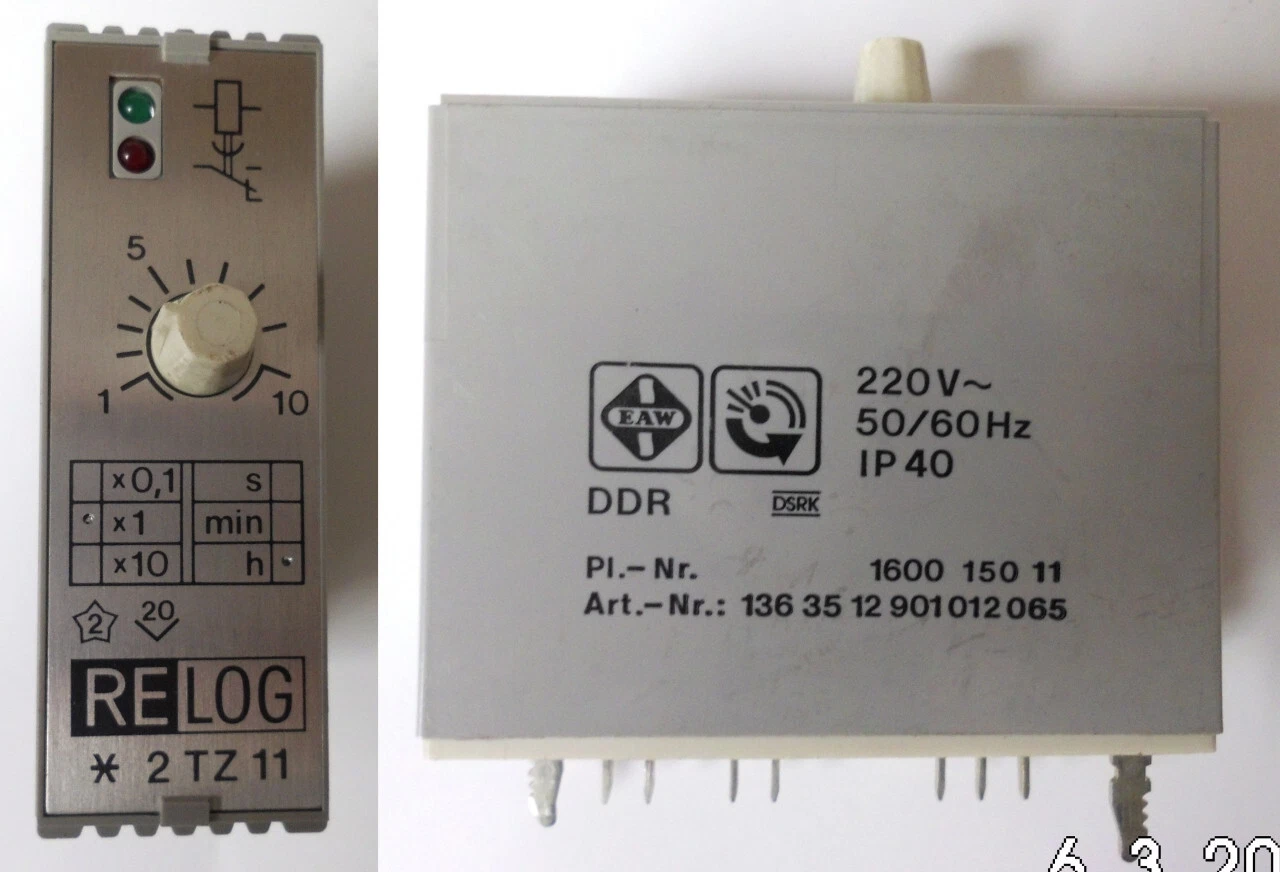 5
1
10
x0,1 s
x1 min
x10 h
2 20
RELOG
2 TZ 11
EAW
220V~
50/60Hz
IP40
DDR DSRK
Pl.-Nr. 1600 150 11
Art.-Nr.: 136 35 12 901012065
6 3 20